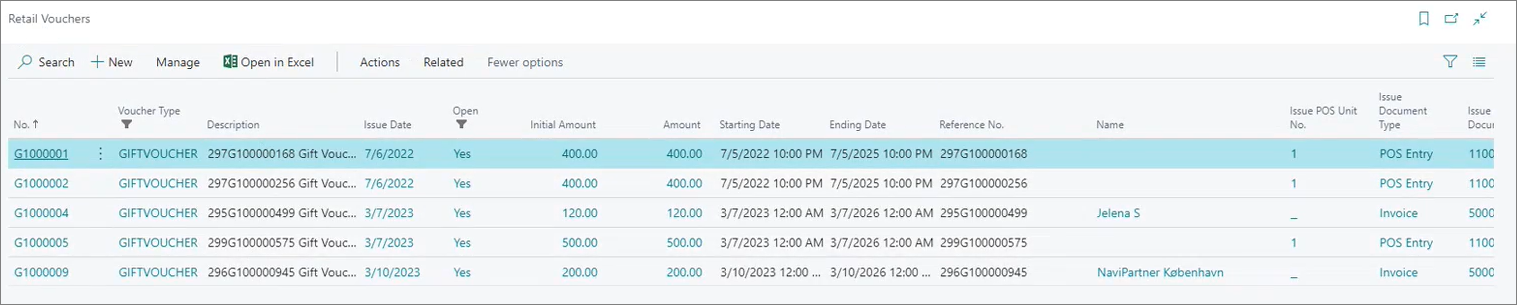 Retail Vouchers
Search New Manage Open in Excel Actions Related Fewer options
No. ↑ Voucher Type Description Issue Date Open Initial Amount Amount Starting Date Ending Date Reference No. Name Issue POS Unit No. Issue Document Type Issue Docu
G1000001 GIFTVOUCHER 297G100000168 Gift Vouc... 7/6/2022 Yes 400.00 400.00 7/5/2022 10:00 PM 7/5/2025 10:00 PM 297G100000168 1 POS Entry 1100
G1000002 GIFTVOUCHER 297G100000256 Gift Vouc... 7/6/2022 Yes 400.00 400.00 7/5/2022 10:00 PM 7/5/2025 10:00 PM 297G100000256 1 POS Entry 1100
G1000004 GIFTVOUCHER 295G100000499 Gift Vouc... 3/7/2023 Yes 120.00 120.00 3/7/2023 12:00 AM 3/7/2026 12:00 AM 295G100000499 Jelena S _ Invoice 5000
G1000005 GIFTVOUCHER 299G100000575 Gift Vouc... 3/7/2023 Yes 500.00 500.00 3/7/2023 12:00 AM 3/7/2026 12:00 AM 299G100000575 1 POS Entry 1100
G1000009 GIFTVOUCHER 296G100000945 Gift Vouc... 3/10/2023 Yes 200.00 200.00 3/10/2023 12:00 ... 3/10/2026 12:00 ... 296G100000945 NaviPartner København _ Invoice 5000